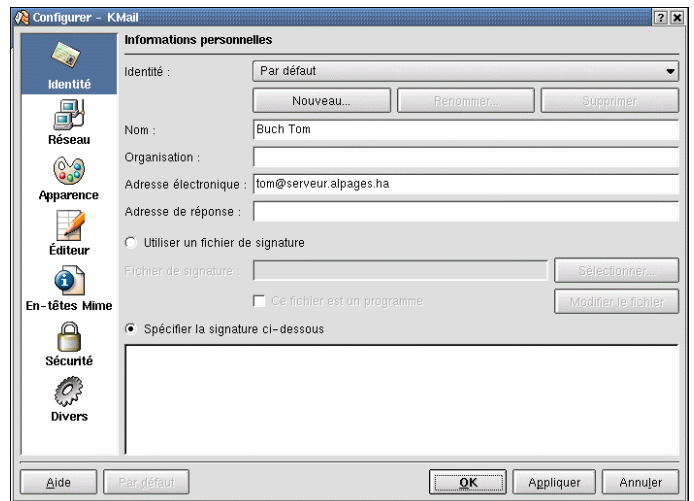 Configurer - KMail
Identité
Réseau
Apparence
Éditeur
En-têtes Mime
Sécurité
Divers
Informations personnelles
Identité :
Par défaut
Nouveau...
Renommer...
Supprimer
Nom :
Buch Tom
Organisation :
Adresse électronique :
tom@serveur.alpages.ha
Adresse de réponse :
Utiliser un fichier de signature
Fichier de signature :
Sélectionner...
Ce fichier est un programme
Modifier le fichier
Spécifier la signature ci-dessous
Aide
Par défaut
OK
Appliquer
Annuler